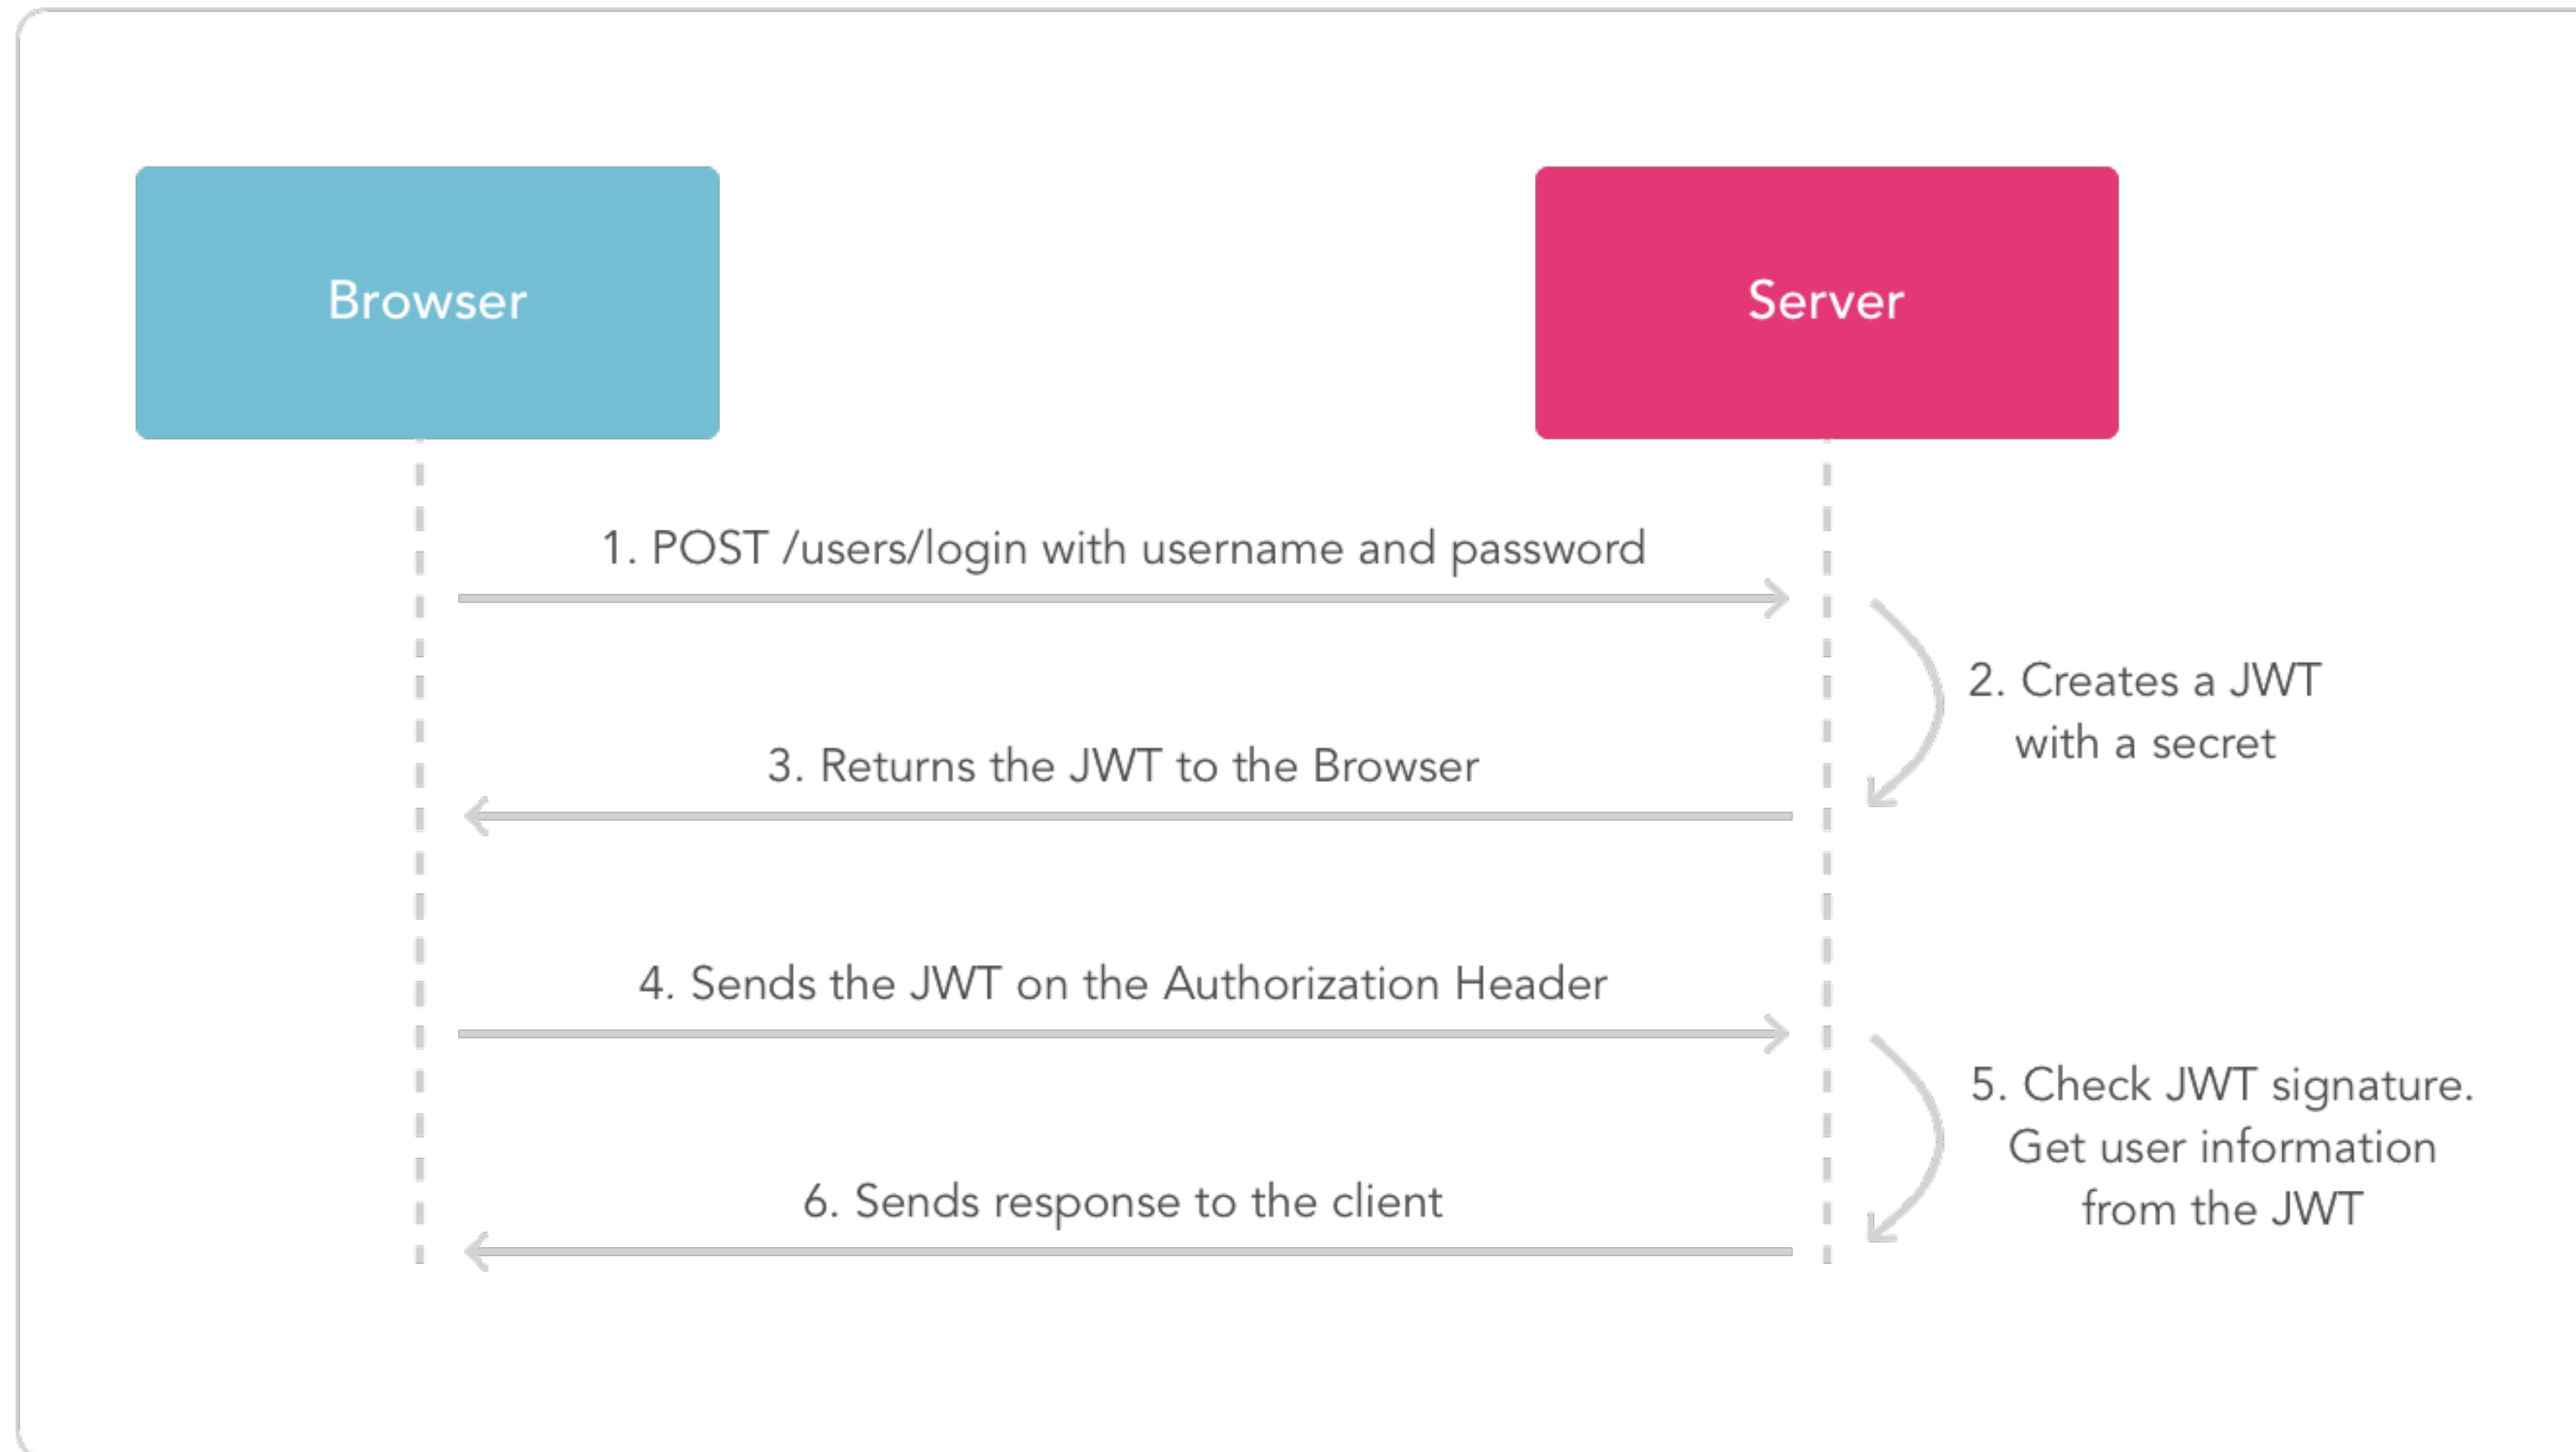 Browser
Server
1. POST /users/login with username and password
2. Creates a JWT
with a secret
3. Returns the JWT to the Browser
4. Sends the JWT on the Authorization Header
5. Check JWT signature.
Get user information
from the JWT
6. Sends response to the client